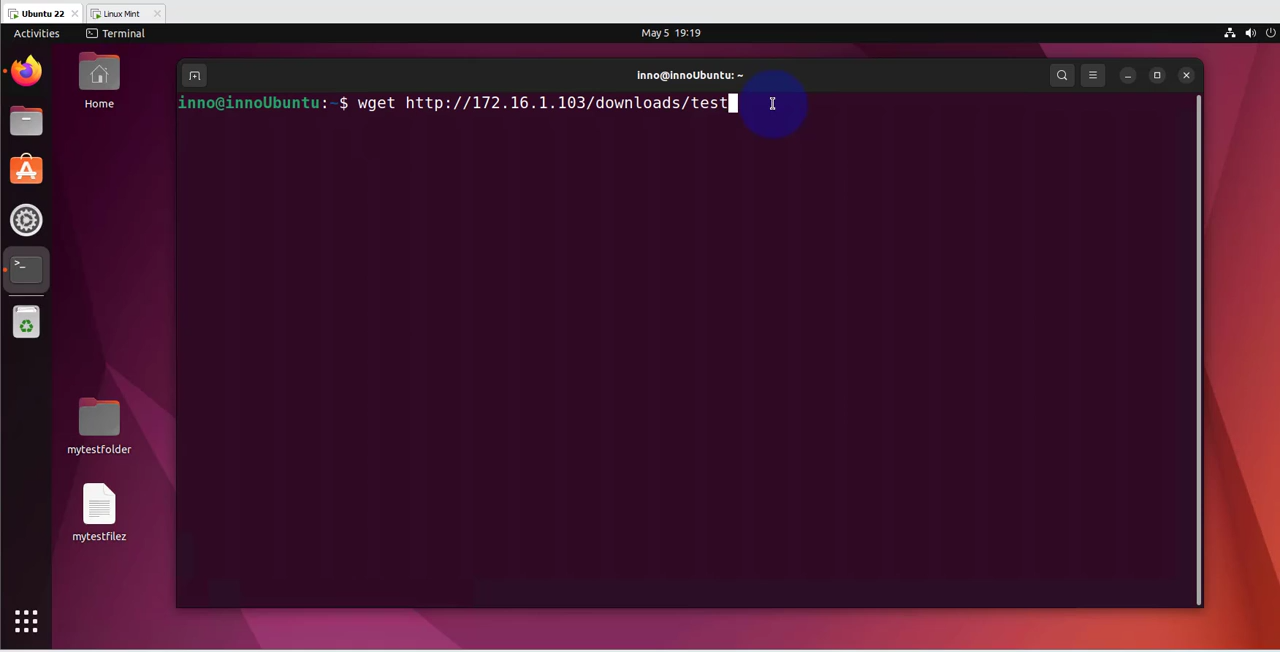 Ubuntu 22
Linux Mint
Activities
Terminal
May 5 19:19
inno@innoUbuntu: ~
Home
inno@innoUbuntu:~$ wget http://172.16.1.103/downloads/test
mytestfolder
mytestfilez